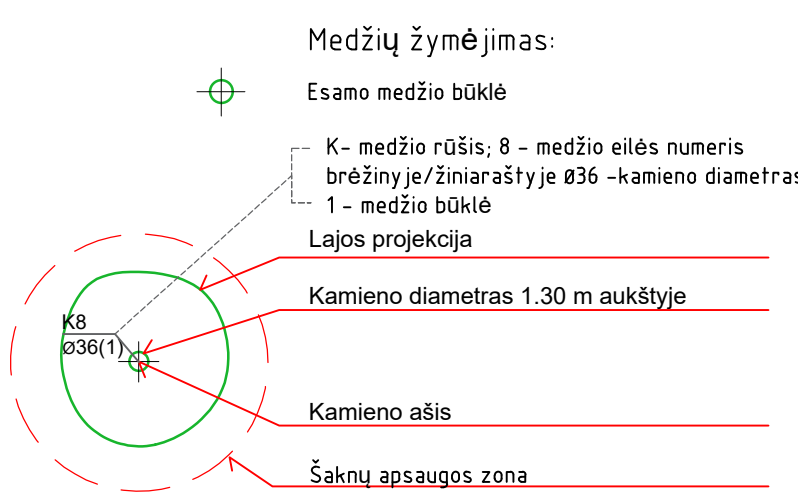 Medžių žymėjimas:
Esamo medžio būklė
K- medžio rūšis; 8 - medžio eilės numeris
brėžinyje/žiniaraštyje Ø36 -kamieno diametras
1 - medžio būklė
Lajos projekcija
Kamieno diametras 1.30 m aukštyje
K8
Ø36(1)
Kamieno ašis
Šaknų apsaugos zona